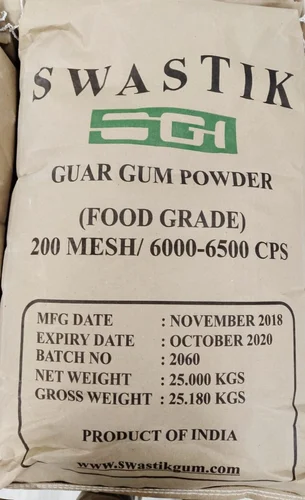 SWASTIK
SGI
GUAR GUM POWDER
(FOOD GRADE)
200 MESH/ 6000-6500 CPS
MFG DATE : NOVEMBER 2018
EXPIRY DATE : OCTOBER 2020
BATCH NO : 2060
NET WEIGHT : 25.000 KGS
GROSS WEIGHT : 25.180 KGS
PRODUCT OF INDIA
www.Swastikgum.com